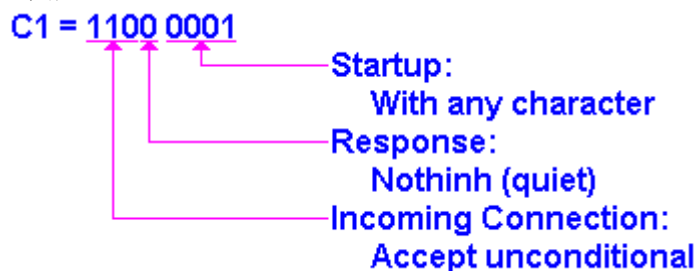 C1 = 1100 0001
Startup:
With any character
Response:
Nothinh (quiet)
Incoming Connection:
Accept unconditional